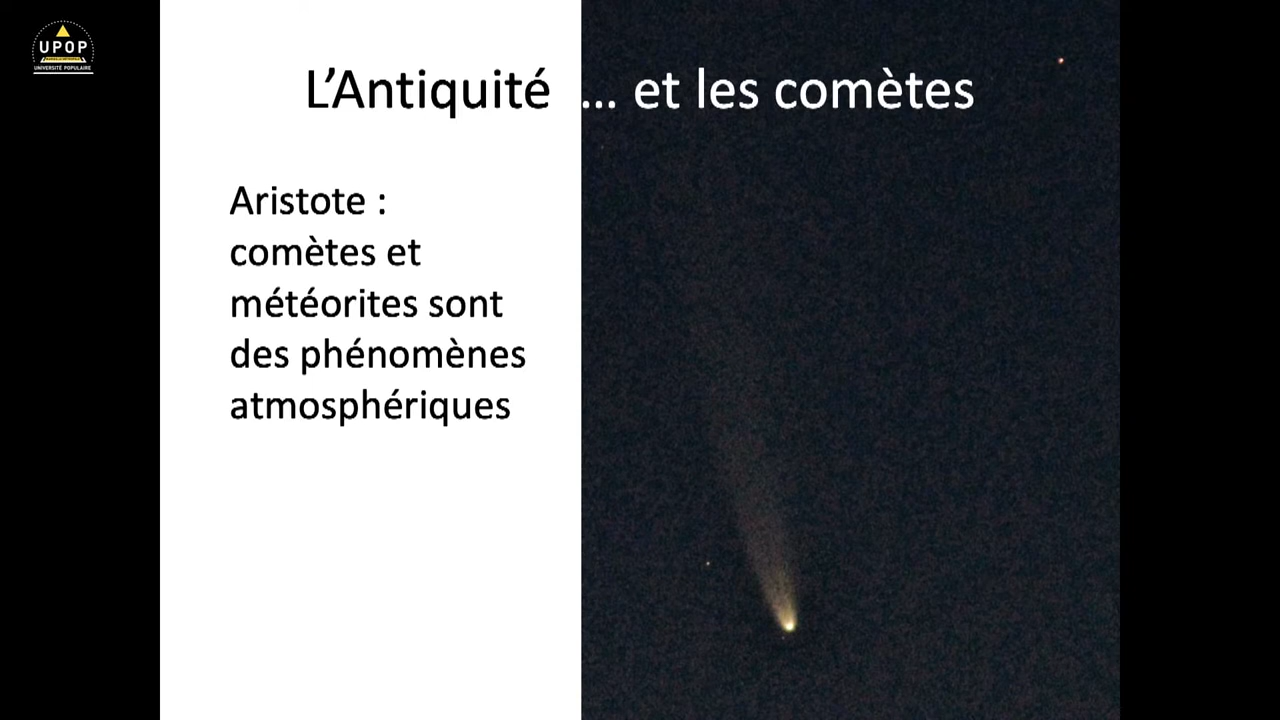 UPOP
UNIVERSITÉ POPULAIRE
L'Antiquité ... et les comètes
Aristote :
comètes et
météorites sont
des phénomènes
atmosphériques